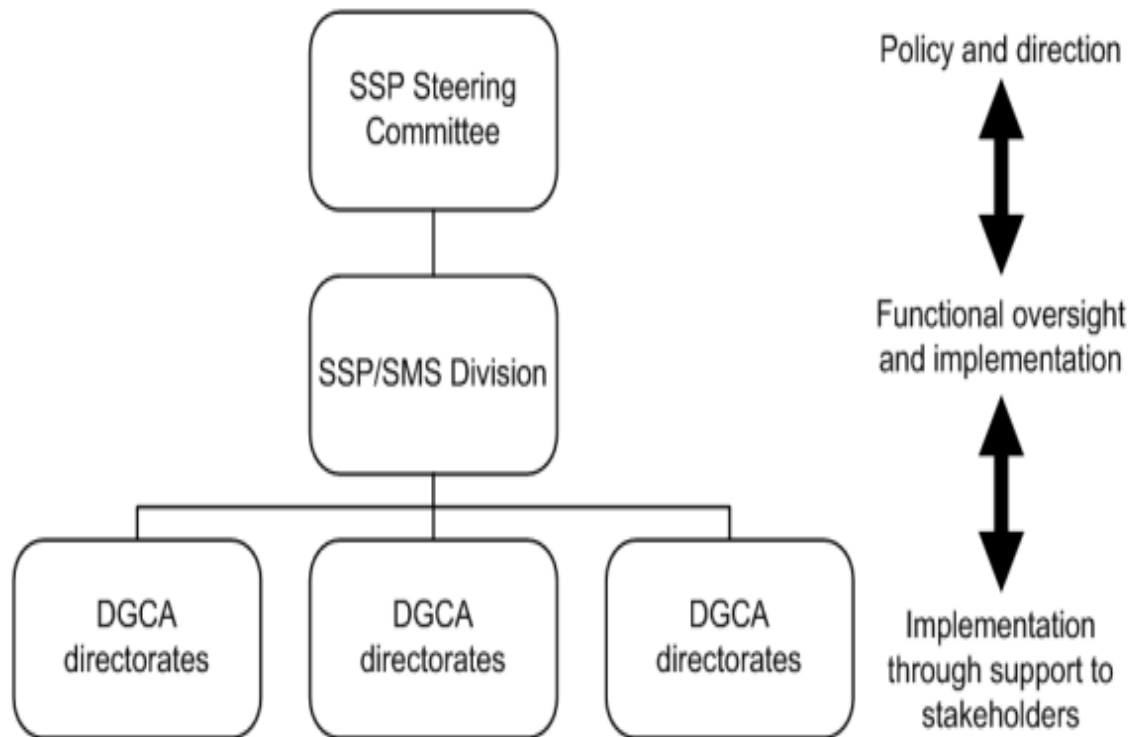 SSP Steering
Committee
Policy and direction
SSP/SMS Division
Functional oversight
and implementation
DGCA
directorates
DGCA
directorates
DGCA
directorates
Implementation
through support to
stakeholders